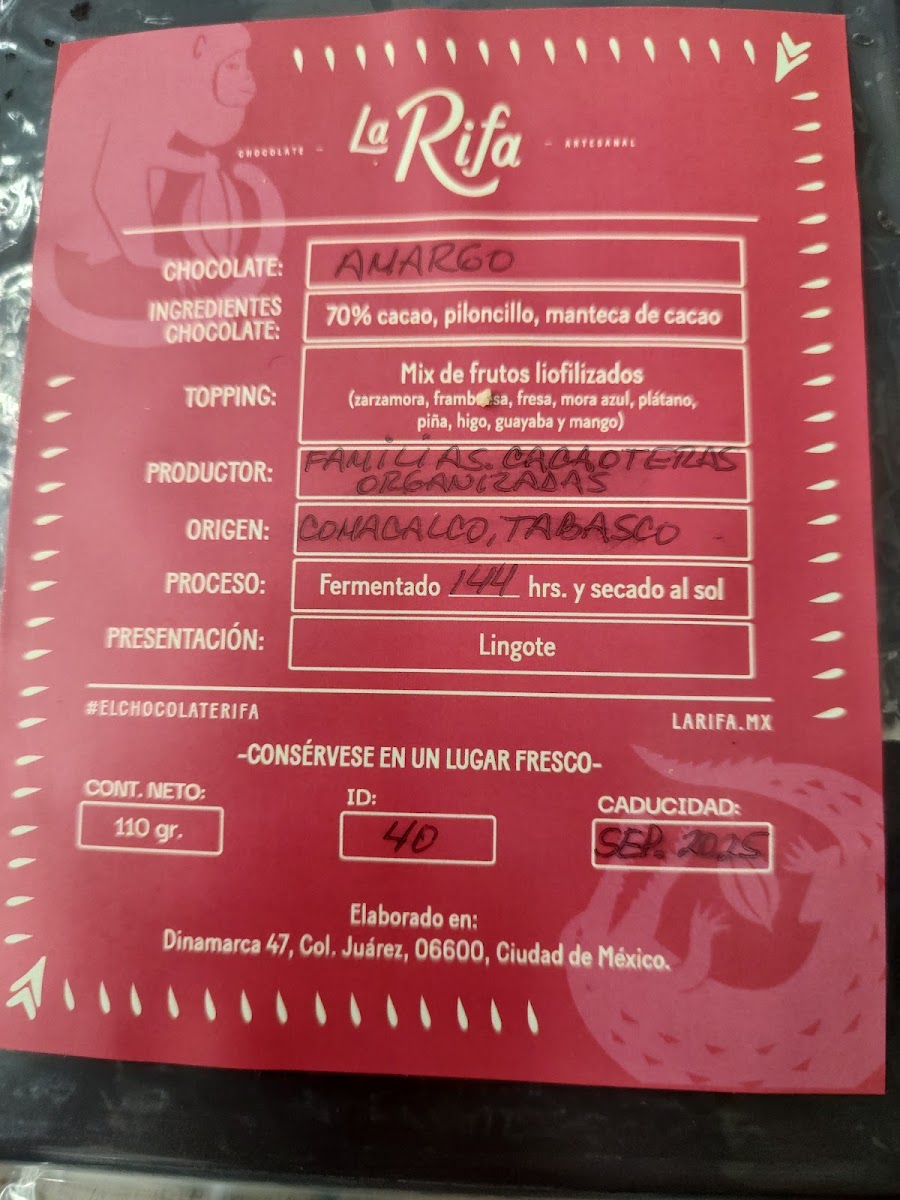 CHOCOLATE – La Rifa – ARTESANAL
CHOCOLATE: AMARGO
INGREDIENTES
CHOCOLATE: 70% cacao, piloncillo, manteca de cacao
TOPPING: Mix de frutos liofilizados
(zarzamora, frambuesa, fresa, mora azul, plátano,
piña, higo, guayaba y mango)
PRODUCTOR: FAMILIAS CACAOTERAS
ORGANIZADAS
ORIGEN: COMACALCO, TABASCO
PROCESO: Fermentado 144 hrs. y secado al sol
PRESENTACIÓN: Lingote
#ELCHOCOLATERIFA
LARIFA.MX
-CONSÉRVESE EN UN LUGAR FRESCO-
CONT. NETO:
110 gr.
ID:
40
CADUCIDAD:
SEP. 2025
Elaborado en:
Dinamarca 47, Col. Juárez, 06600, Ciudad de México.